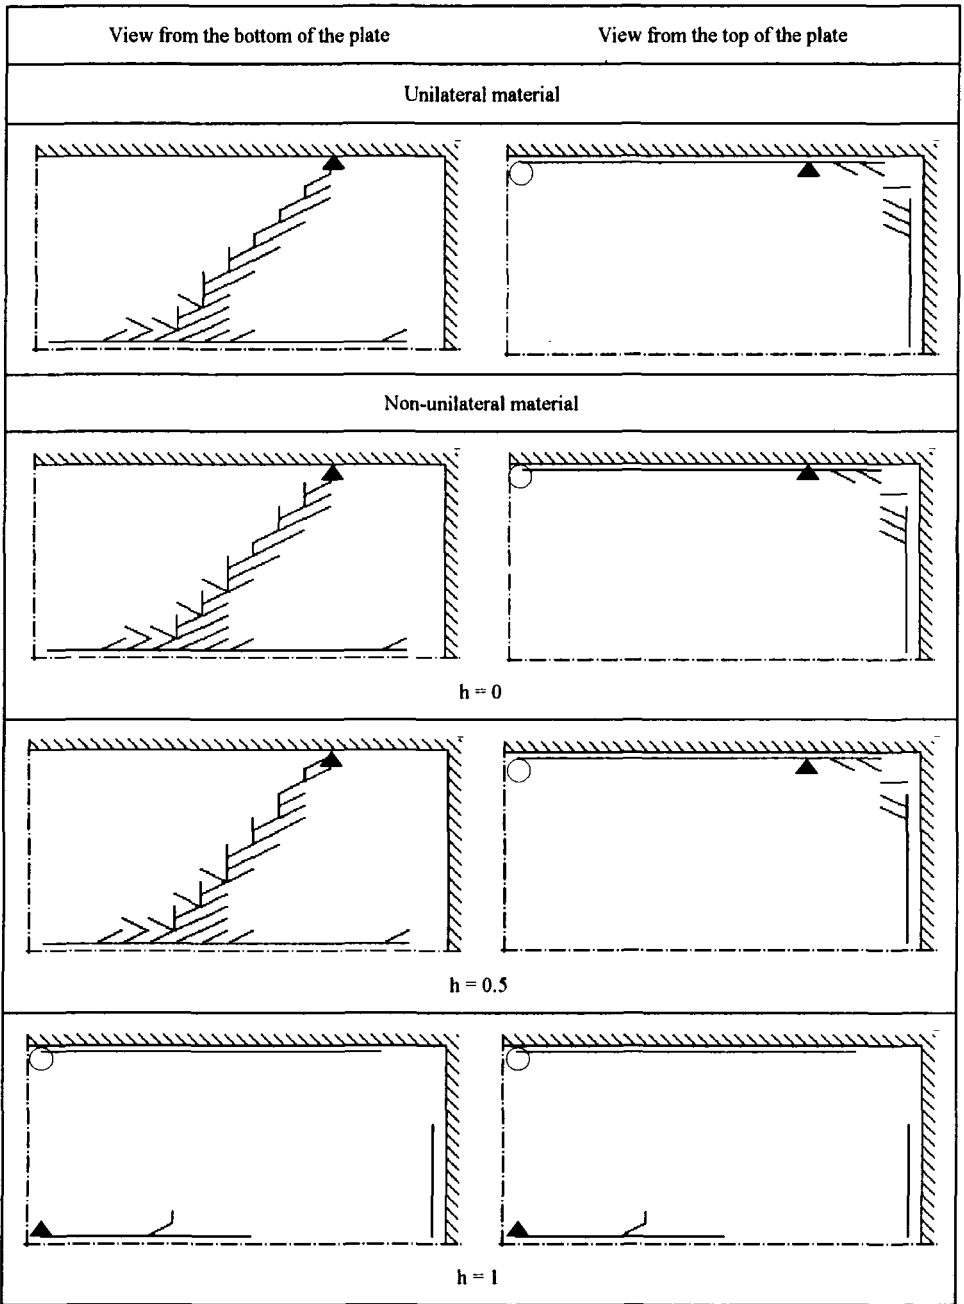 View from the bottom of the plate
View from the top of the plate
Unilateral material
Non-unilateral material
h = 0
h = 0.5
h = 1